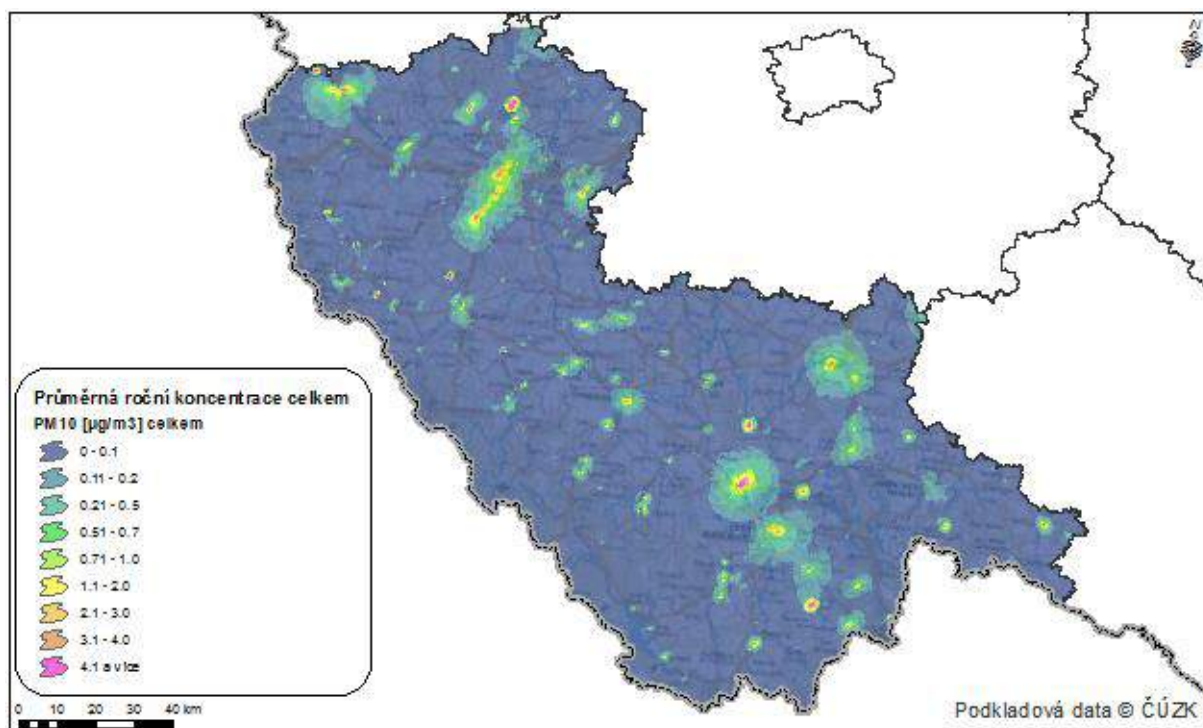 Průměrná roční koncentrace celkem
PM10 [µg/m3] celkem
0 - 0.1
0.11 - 0.2
0.21 - 0.5
0.51 - 0.7
0.71 - 1.0
1.1 - 2.0
2.1 - 3.0
3.1 - 4.0
4.1 a více
0 10 20 30 40 km
Podkladová data © ČÚZK